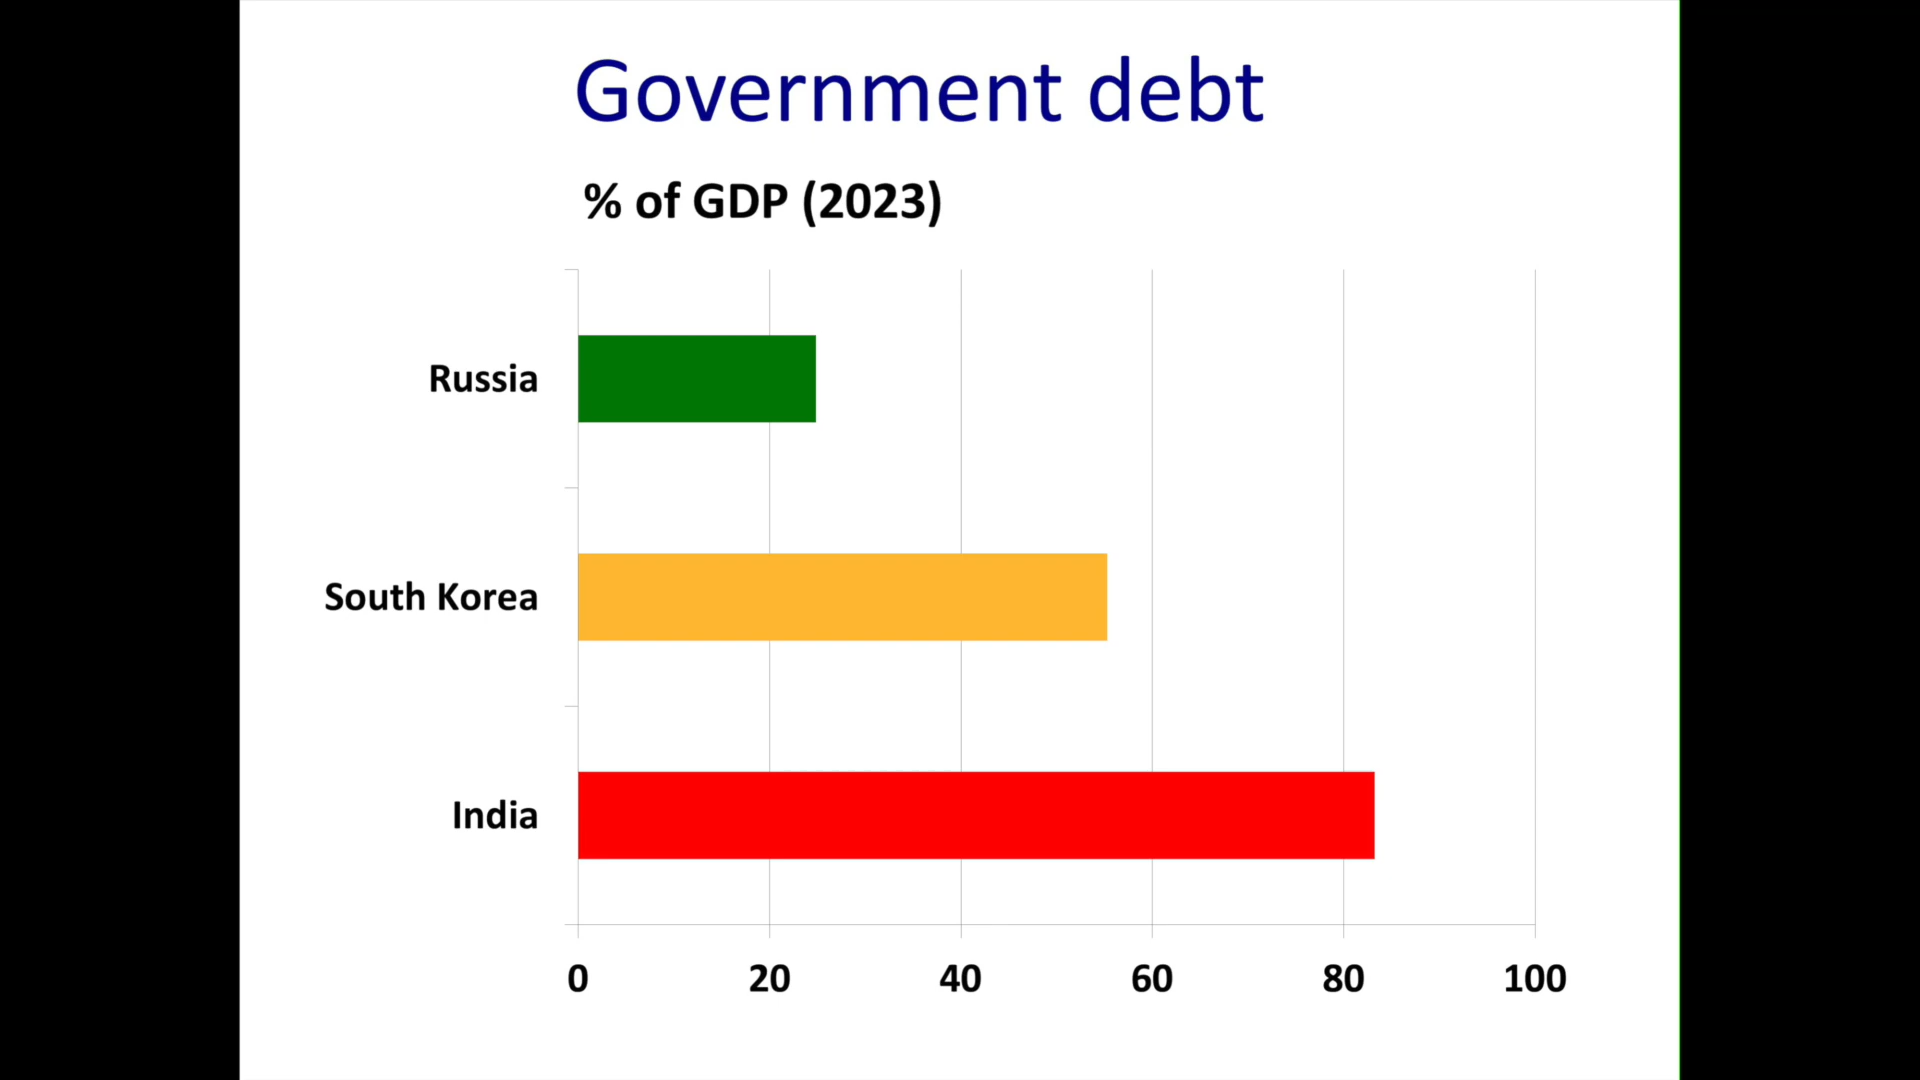 Government debt
% of GDP (2023)
Russia
South Korea
India
0 20 40 60 80 100